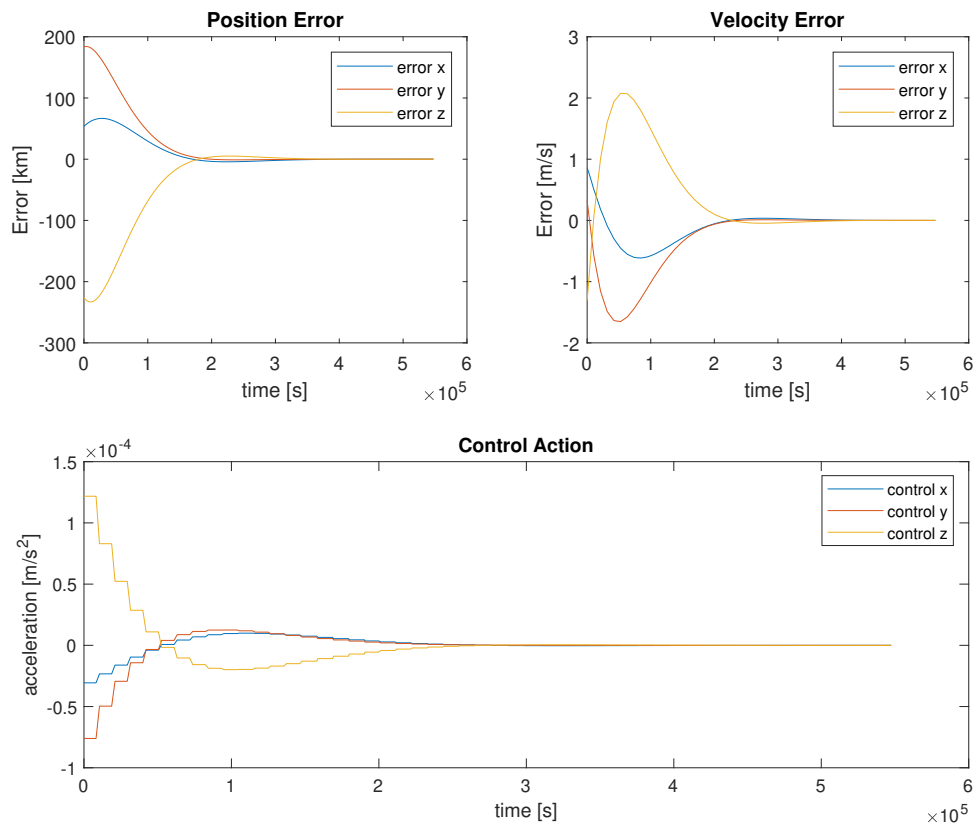 Position Error
200
100
0
-100
-200
-300
Error [km]
0 1 2 3 4 5 6
time [s]
×10^5
error x
error y
error z
Velocity Error
3
2
1
0
-1
-2
Error [m/s]
0 1 2 3 4 5 6
time [s]
×10^5
error x
error y
error z
Control Action
×10^-4
1.5
1
0.5
0
-0.5
-1
acceleration [m/s^2]
0 1 2 3 4 5 6
time [s]
×10^5
control x
control y
control z